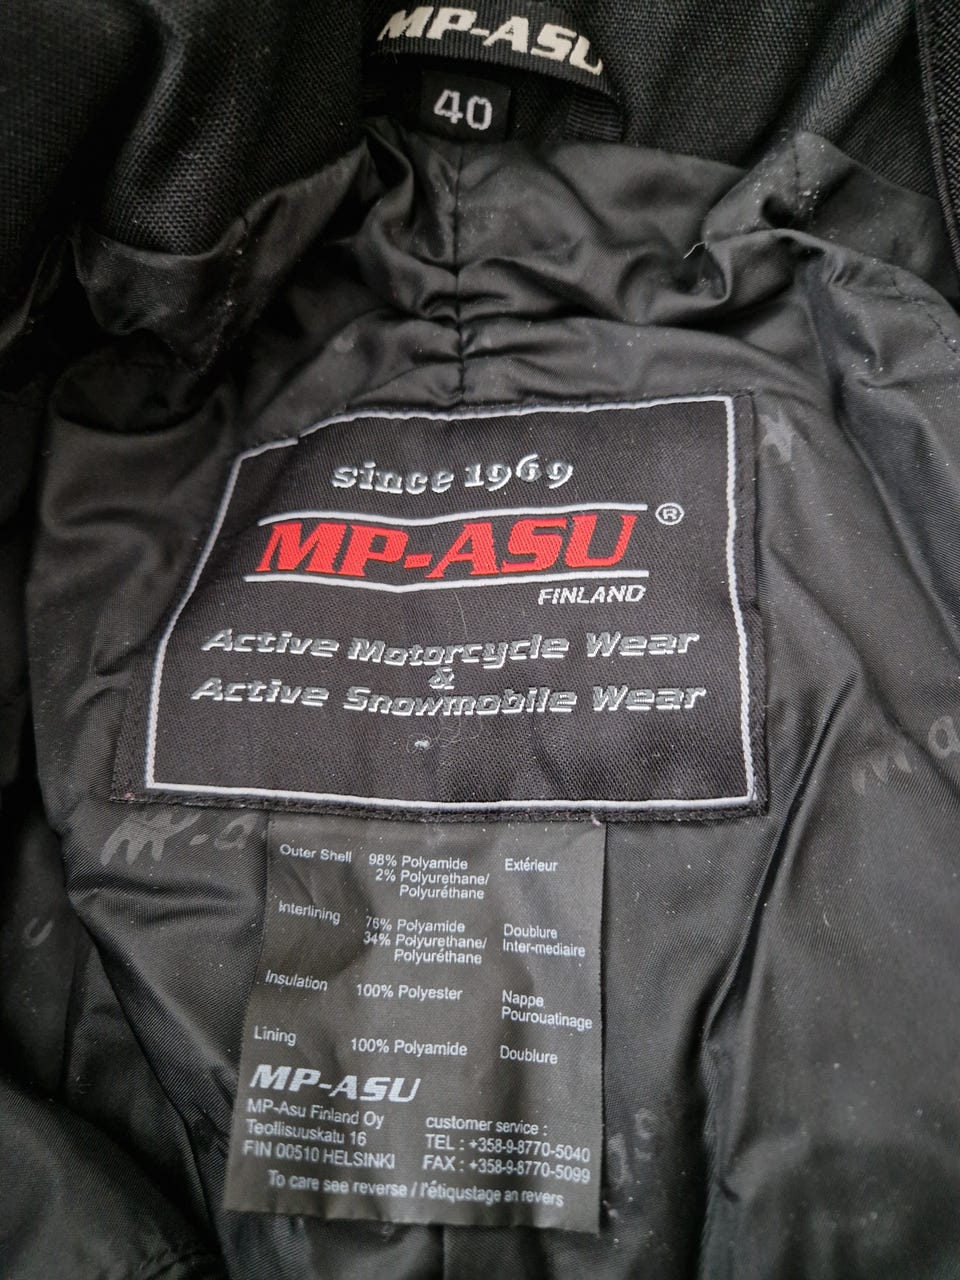 MP-ASU
40
since 1969
MP-ASU ®
FINLAND
Active Motorcycle Wear
&
Active Snowmobile Wear
Outer Shell 98% Polyamide Extérieur
2% Polyurethane/
Polyuréthane
Interlining 76% Polyamide Doublure
34% Polyurethane/ Inter-mediaire
Polyuréthane
Insulation 100% Polyester Nappe
Pourouatinage
Lining 100% Polyamide Doublure
MP-ASU
MP-Asu Finland Oy customer service :
Teollisuuskatu 16 TEL : +358-9-8770-5040
FIN 00510 HELSINKI FAX : +358-9-8770-5099
To care see reverse / l'étiqustage an revers